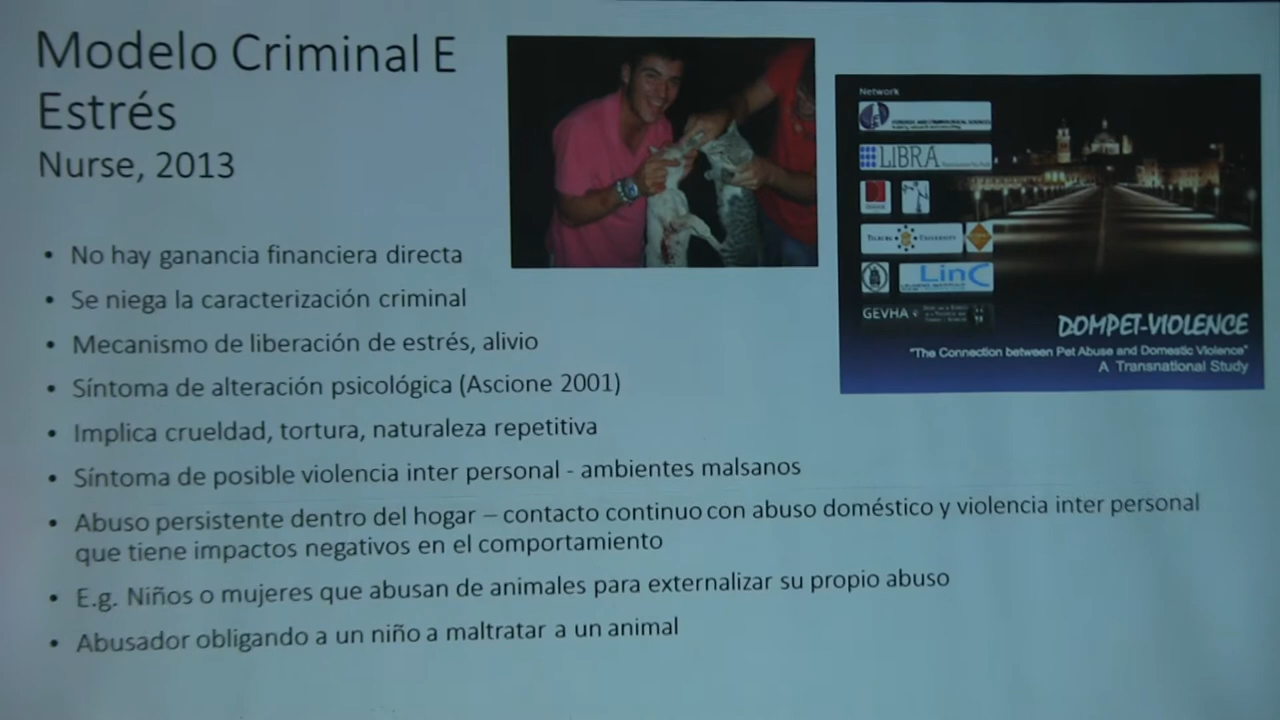 Modelo Criminal E
Estrés
Nurse, 2013
• No hay ganancia financiera directa
• Se niega la caracterización criminal
• Mecanismo de liberación de estrés, alivio
• Síntoma de alteración psicológica (Ascione 2001)
• Implica crueldad, tortura, naturaleza repetitiva
• Síntoma de posible violencia inter personal - ambientes malsanos
• Abuso persistente dentro del hogar – contacto continuo con abuso doméstico y violencia inter personal
que tiene impactos negativos en el comportamiento
• E.g. Niños o mujeres que abusan de animales para externalizar su propio abuso
• Abusador obligando a un niño a maltratar a un animal
Network
LIBRA
TILBURG UNIVERSITY
LINC
GEVHA
DOMPET-VIOLENCE
"The Connection between Pet Abuse and Domestic Violence"
A Transnational Study